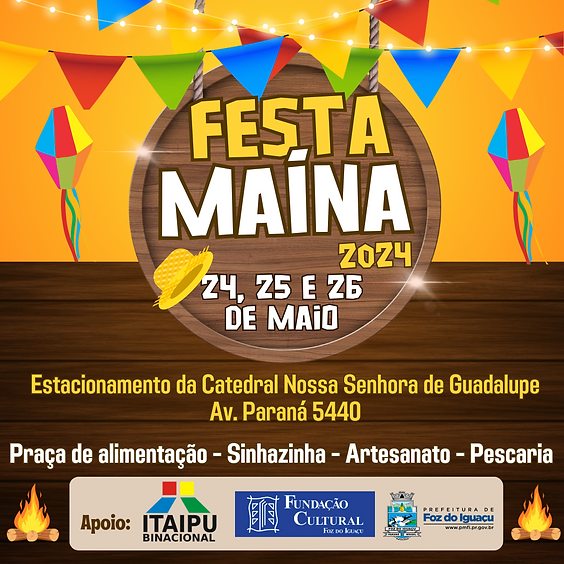 FESTA
MAÍNA
2024
24, 25 E 26
DE MAIO
Estacionamento da Catedral Nossa Senhora de Guadalupe
Av. Paraná 5440
Praça de alimentação - Sinhazinha - Artesanato - Pescaria
Apoio:
ITAIPU
BINACIONAL
FUNDAÇÃO
CULTURAL
FOZ DO IGUAÇU
PREFEITURA DE
Foz do Iguaçu
www.pmfi.pr.gov.br